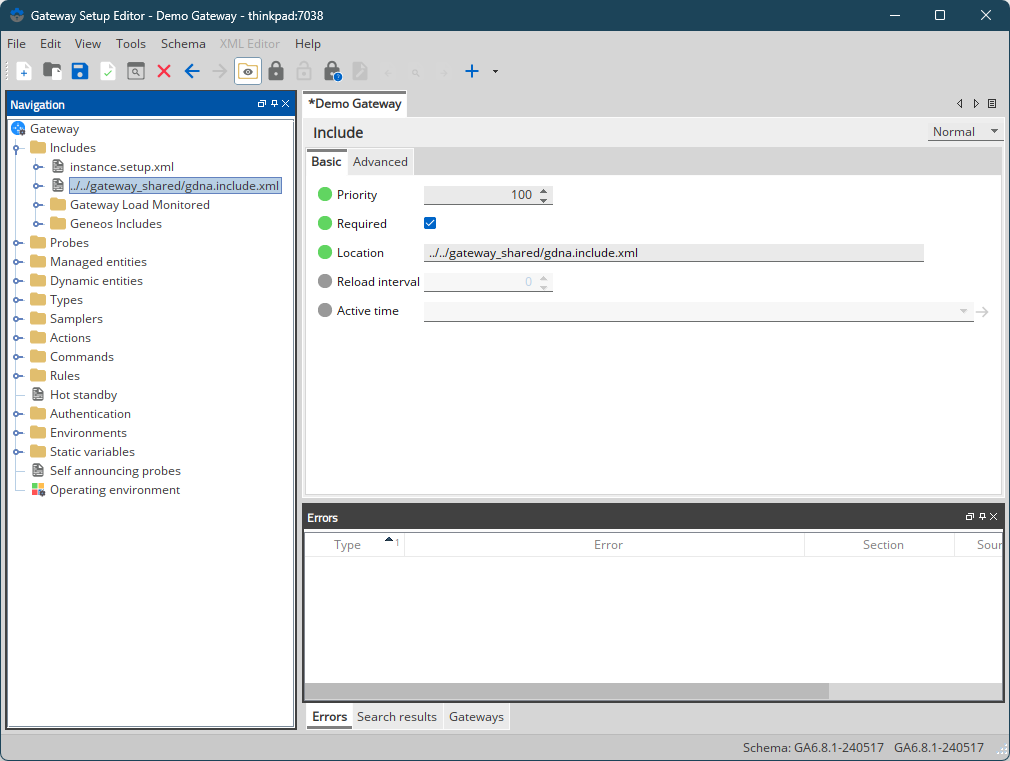 Gateway Setup Editor - Demo Gateway - thinkpad:7038
File Edit View Tools Schema XML Editor Help
Navigation
Gateway
Includes
instance.setup.xml
../../gateway_shared/gdna.include.xml
Gateway Load Monitored
Geneos Includes
Probes
Managed entities
Dynamic entities
Types
Samplers
Actions
Commands
Rules
Hot standby
Authentication
Environments
Static variables
Self announcing probes
Operating environment
*Demo Gateway
Include
Normal
Basic Advanced
Priority 100
Required
Location ../../gateway_shared/gdna.include.xml
Reload interval 0
Active time
Errors
Type 1 Error Section Sour
Errors Search results Gateways
Schema: GA6.8.1-240517 GA6.8.1-240517